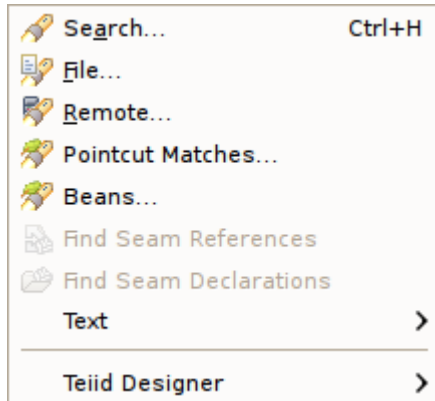 Search... Ctrl+H
File...
Remote...
Pointcut Matches...
Beans...
Find Seam References
Find Seam Declarations
Text
Teiid Designer